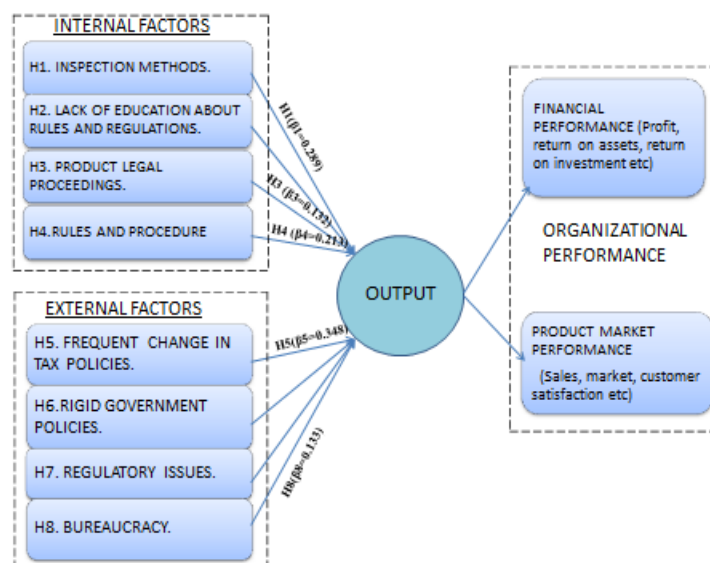 INTERNAL FACTORS
H1. INSPECTION METHODS.
H2. LACK OF EDUCATION ABOUT
RULES AND REGULATIONS.
H3. PRODUCT LEGAL
PROCEEDINGS.
H4.RULES AND PROCEDURE
H1(β1=0.289)
H3 (β3=0.132)
H4 (β4=0.213)
EXTERNAL FACTORS
H5. FREQUENT CHANGE IN
TAX POLICIES.
H6.RIGID GOVERNMENT
POLICIES.
H7. REGULATORY ISSUES.
H8. BUREAUCRACY.
H5(β5=0.348)
H8(β8=0.133)
OUTPUT
FINANCIAL
PERFORMANCE (Profit,
return on assets, return
on investment etc)
ORGANIZATIONAL
PERFORMANCE
PRODUCT MARKET
PERFORMANCE
(Sales, market, customer
satisfaction etc)